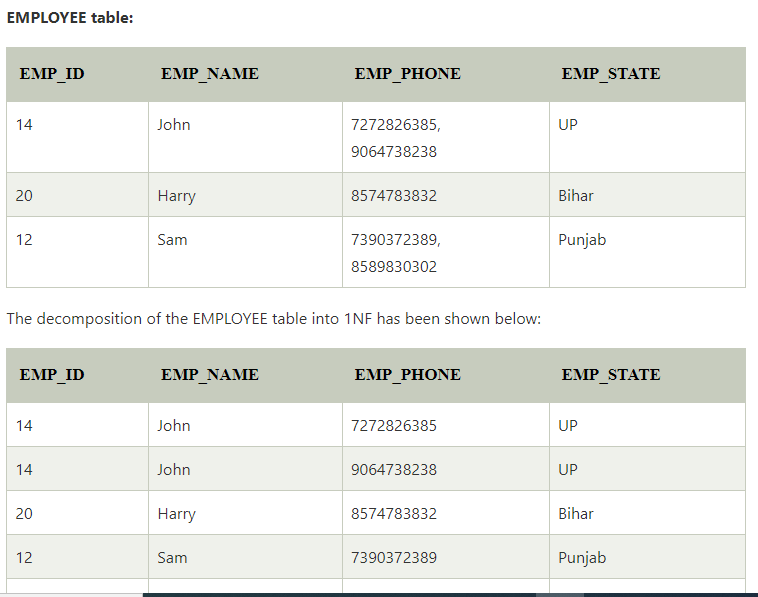 EMPLOYEE table:
EMP_ID EMP_NAME EMP_PHONE EMP_STATE
14 John 7272826385, UP
9064738238
20 Harry 8574783832 Bihar
12 Sam 7390372389, Punjab
8589830302
The decomposition of the EMPLOYEE table into 1NF has been shown below:
EMP_ID EMP_NAME EMP_PHONE EMP_STATE
14 John 7272826385 UP
14 John 9064738238 UP
20 Harry 8574783832 Bihar
12 Sam 7390372389 Punjab